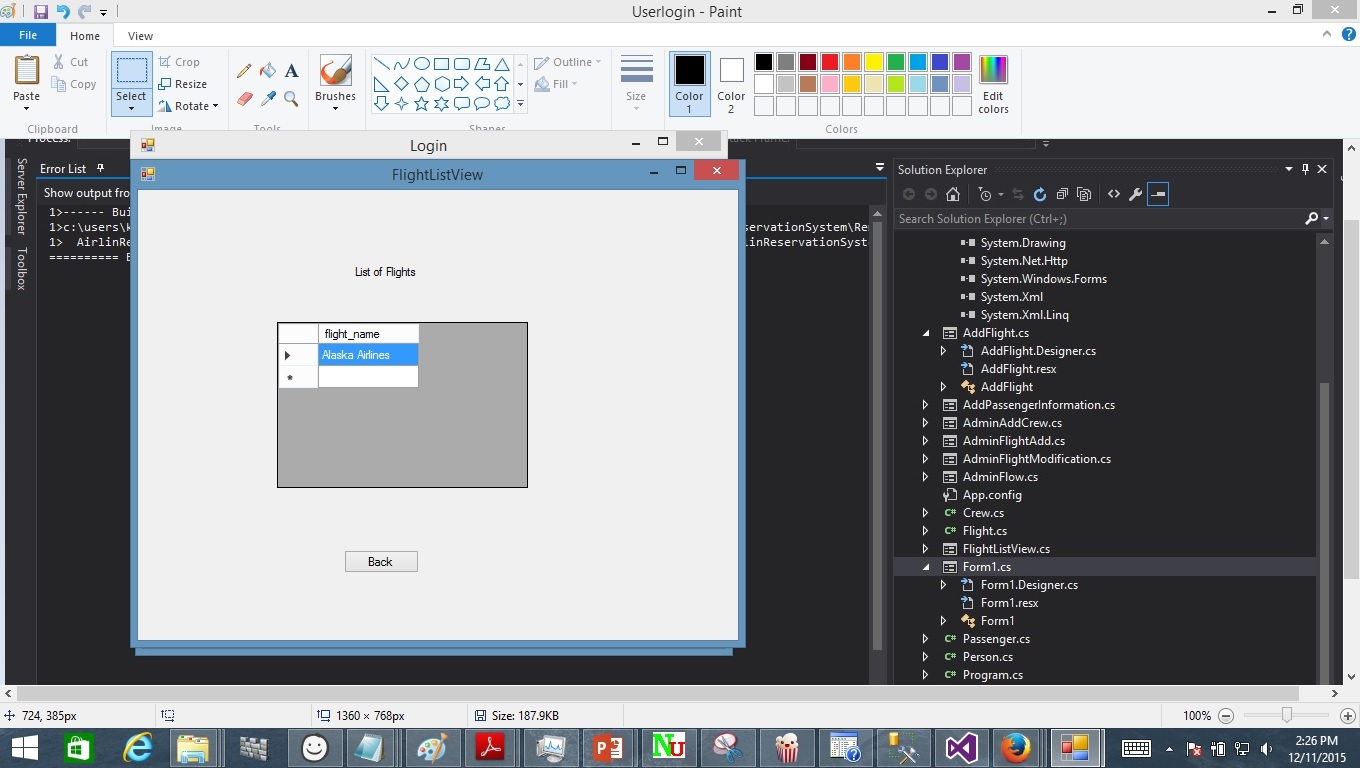 Userlogin - Paint
File Home View
Paste
Cut
Copy
Clipboard
Select
Crop
Resize
Rotate
Image
Tools
Brushes
Shapes
Outline
Fill
Size
Color 1
Color 2
Edit colors
Colors
Process:
Login
FlightListView
Server Explorer
Toolbox
Error List
Show output fro
1>------ Bui
1>c:\users\k
1> AirlinRe
========== B
servationSystem\Re
linReservationSyst
List of Flights
flight_name
Alaska Airlines
*
Back
Solution Explorer
Search Solution Explorer (Ctrl+;)
System.Drawing
System.Net.Http
System.Windows.Forms
System.Xml
System.Xml.Linq
AddFlight.cs
AddFlight.Designer.cs
AddFlight.resx
AddFlight
AddPassengerInformation.cs
AdminAddCrew.cs
AdminFlightAdd.cs
AdminFlightModification.cs
AdminFlow.cs
App.config
C# Crew.cs
C# Flight.cs
FlightListView.cs
Form1.cs
Form1.Designer.cs
Form1.resx
Form1
C# Passenger.cs
C# Person.cs
C# Program.cs
724, 385px
1360 × 768px
Size: 187.9KB
100%
Nu
2:26 PM
12/11/2015